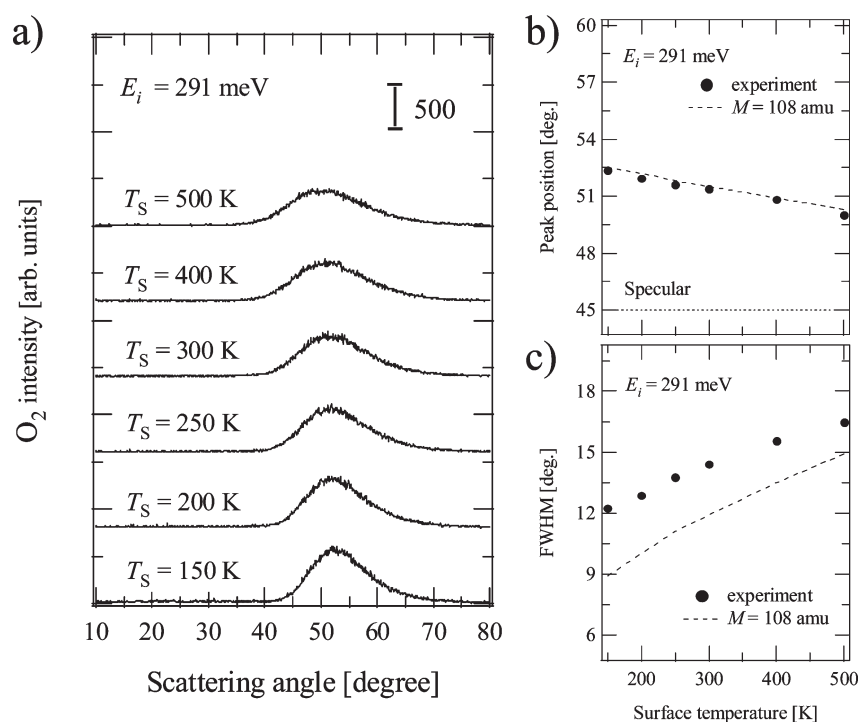 a)
E_i = 291 meV
500
T_S = 500 K
T_S = 400 K
T_S = 300 K
T_S = 250 K
T_S = 200 K
T_S = 150 K
O_2 intensity [arb. units]
10 20 30 40 50 60 70 80
Scattering angle [degree]
b)
60
57
54
51
48
45
Peak position [deg.]
E_i = 291 meV
experiment
M = 108 amu
Specular
c)
18
15
12
9
6
FWHM [deg.]
E_i = 291 meV
experiment
M = 108 amu
200 300 400 500
Surface temperature [K]